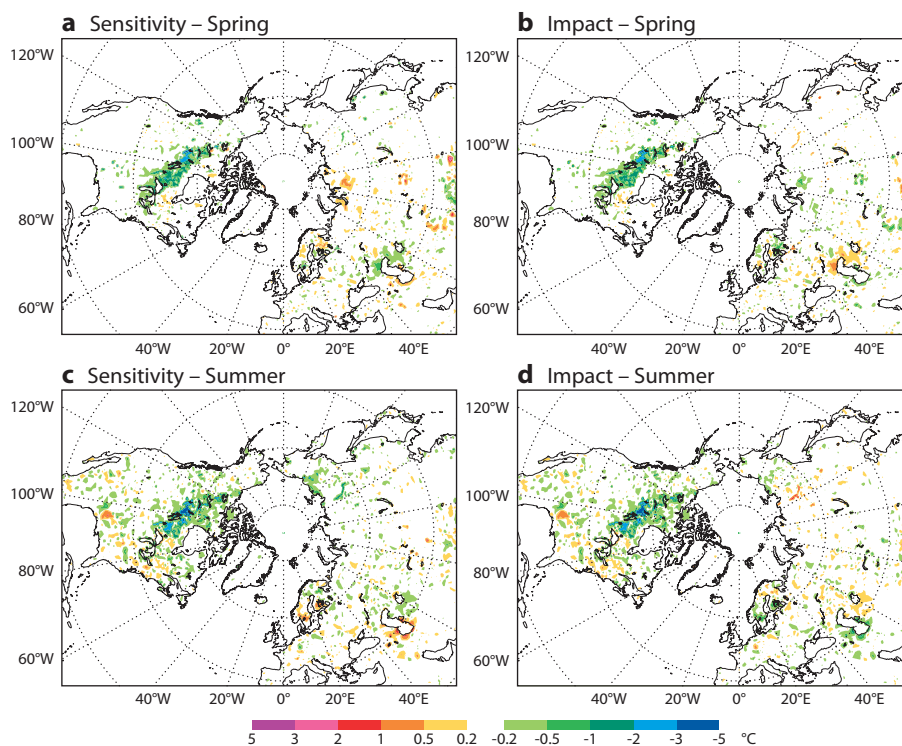 a Sensitivity – Spring
b Impact – Spring
120°W
100°W
80°W
60°W
40°W 20°W 0° 20°E 40°E
120°W
100°W
80°W
60°W
40°W 20°W 0° 20°E 40°E
c Sensitivity – Summer
d Impact – Summer
120°W
100°W
80°W
60°W
40°W 20°W 0° 20°E 40°E
120°W
100°W
80°W
60°W
40°W 20°W 0° 20°E 40°E
5 3 2 1 0.5 0.2 -0.2 -0.5 -1 -2 -3 -5 °C